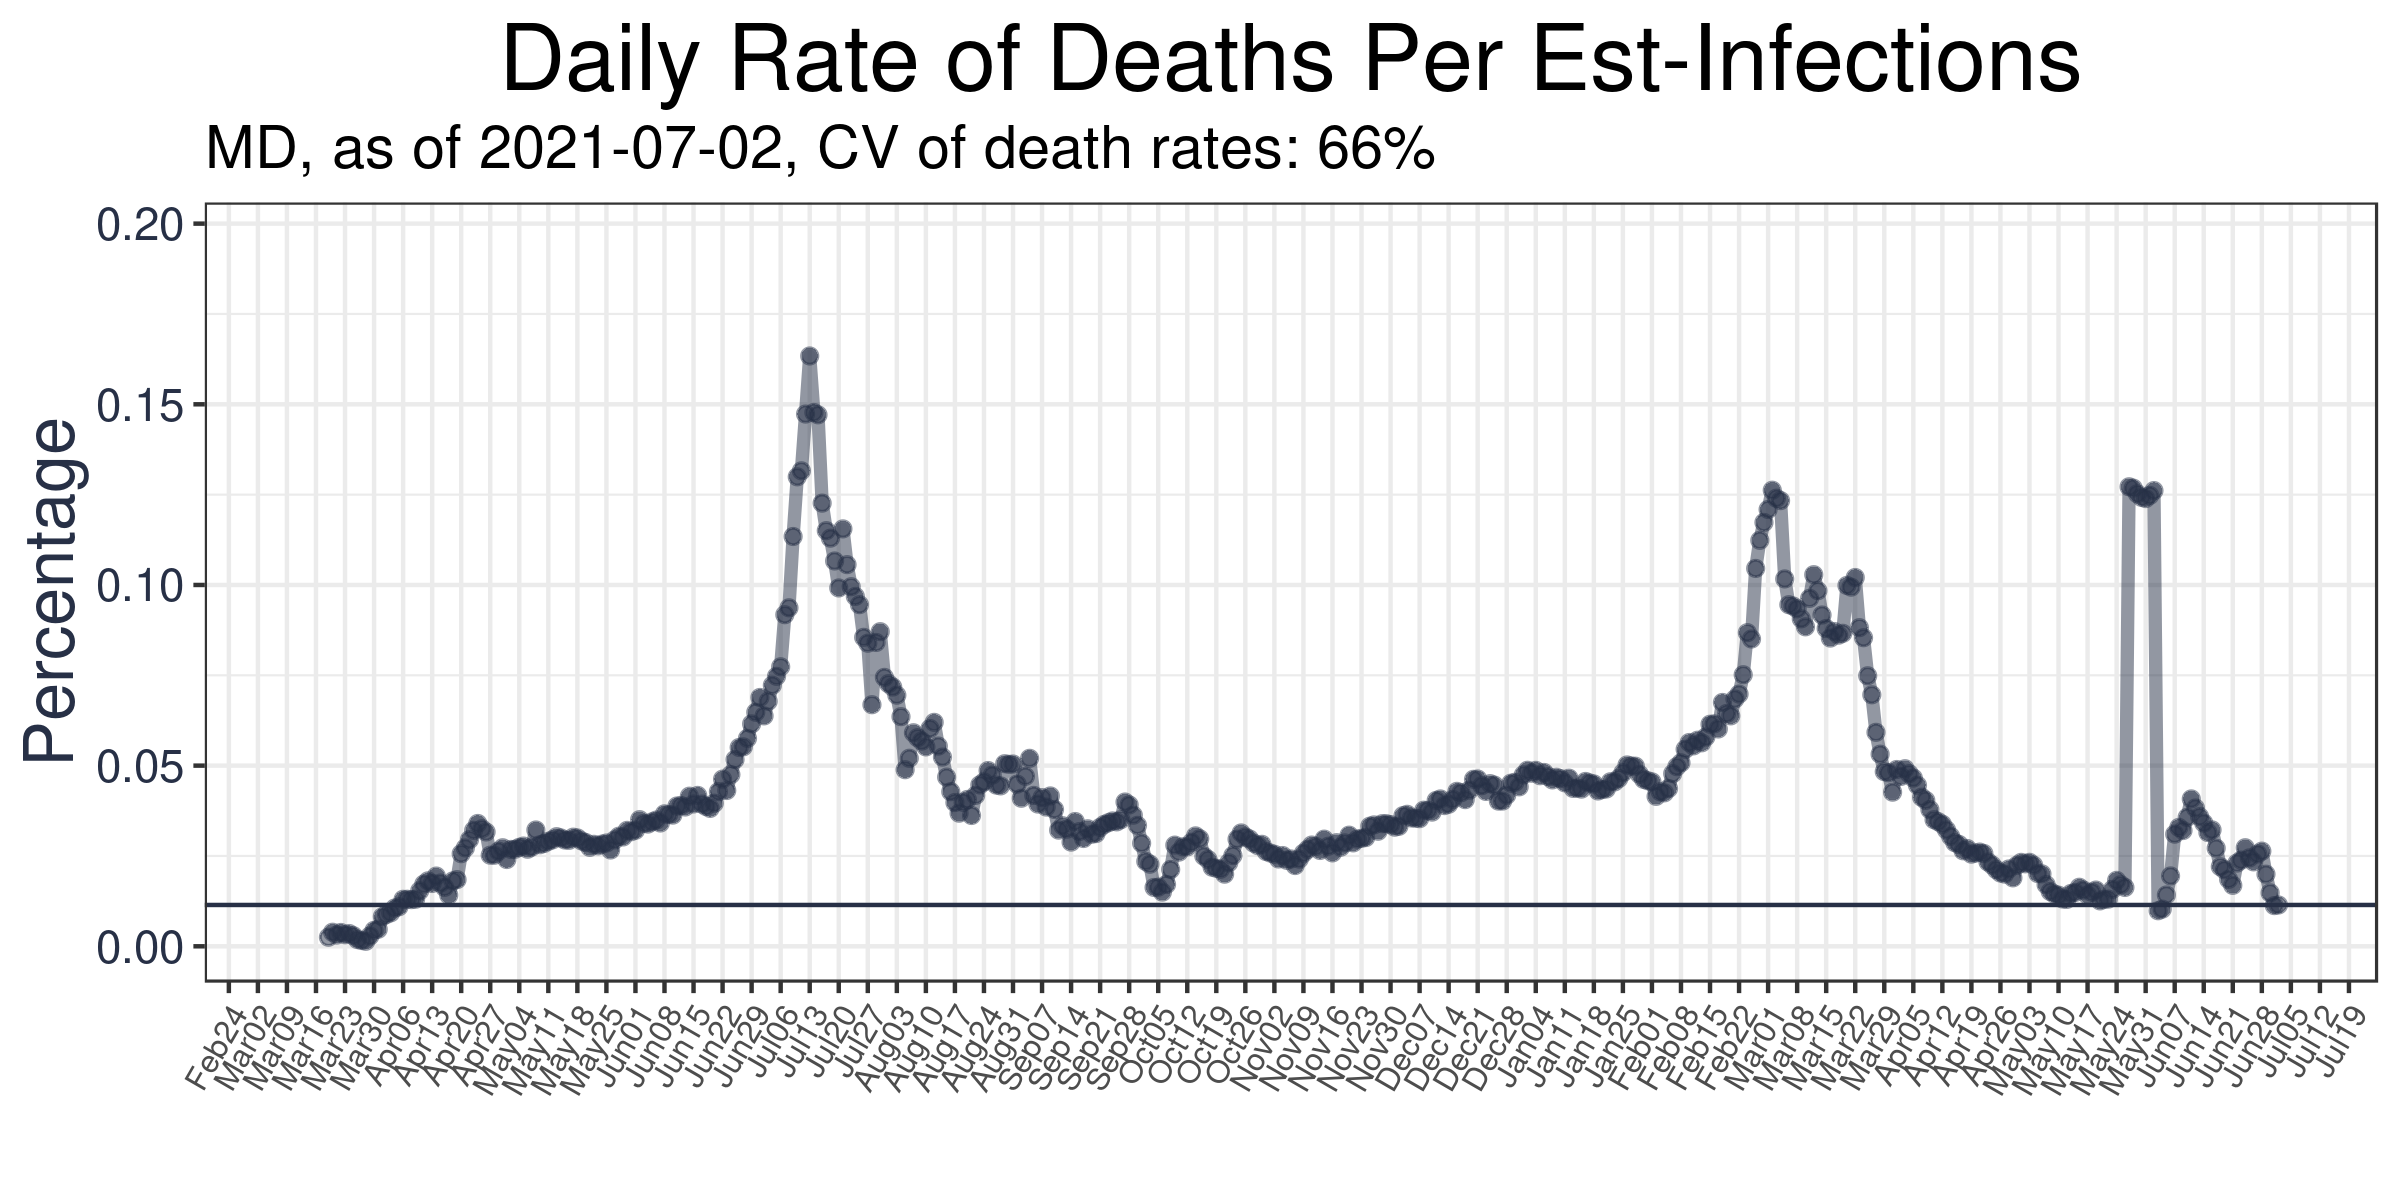 Daily Rate of Deaths Per Est-Infections
MD, as of 2021-07-02, CV of death rates: 66%
Percentage
0.20
0.15
0.10
0.05
0.00
Feb24
Mar02
Mar09
Mar16
Mar23
Mar30
Apr06
Apr13
Apr20
Apr27
May04
May11
May18
May25
Jun01
Jun08
Jun15
Jun22
Jun29
Jul06
Jul13
Jul20
Jul27
Aug03
Aug10
Aug17
Aug24
Aug31
Sep07
Sep14
Sep21
Sep28
Oct05
Oct12
Oct19
Oct26
Nov02
Nov09
Nov16
Nov23
Nov30
Dec07
Dec14
Dec21
Dec28
Jan04
Jan11
Jan18
Jan25
Feb01
Feb08
Feb15
Feb22
Mar01
Mar08
Mar15
Mar22
Mar29
Apr05
Apr12
Apr19
Apr26
May03
May10
May17
May24
May31
Jun07
Jun14
Jun21
Jun28
Jul05
Jul12
Jul19